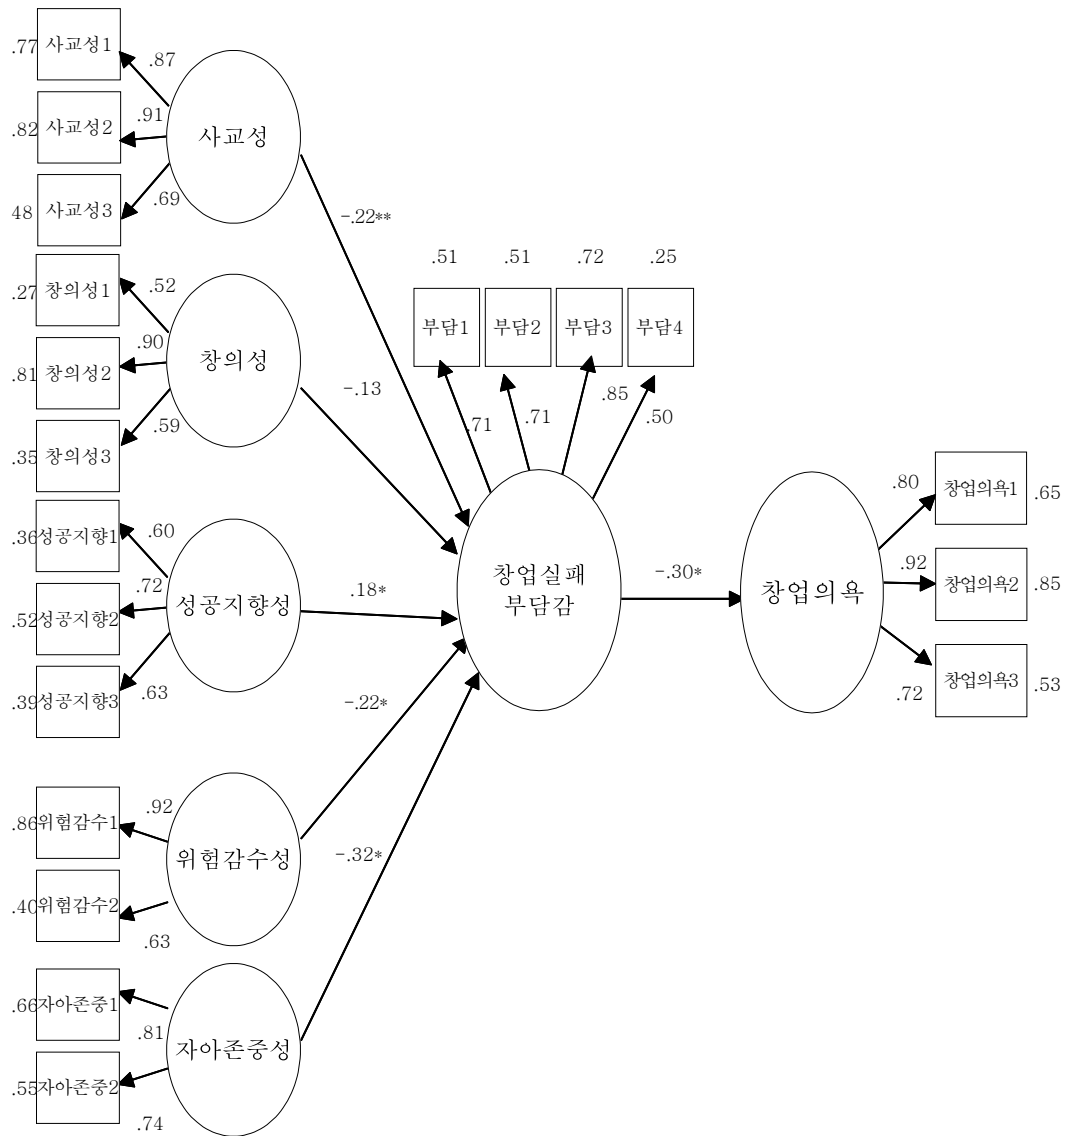 .77 사교성1
.87
.82 사교성2
.91
사교성
48 사교성3
.69
-.22**
.27 창의성1
.52
.81 창의성2
.90
창의성
.35 창의성3
.59
-.13
.51 .51 .72 .25
부담1 부담2 부담3 부담4
.71 .71 .85 .50
.36 성공지향1
.60
.52 성공지향2
.72
성공지향성
.39 성공지향3
.63
.18*
창업실패
부담감
-.30*
창업의욕
.80 창업의욕1 .65
.92 창업의욕2 .85
.72 창업의욕3 .53
.86 위험감수1
.92
위험감수성
.40 위험감수2
.63
-.22*
.66 자아존중1
.81
자아존중성
.55 자아존중2
.74
-.32*